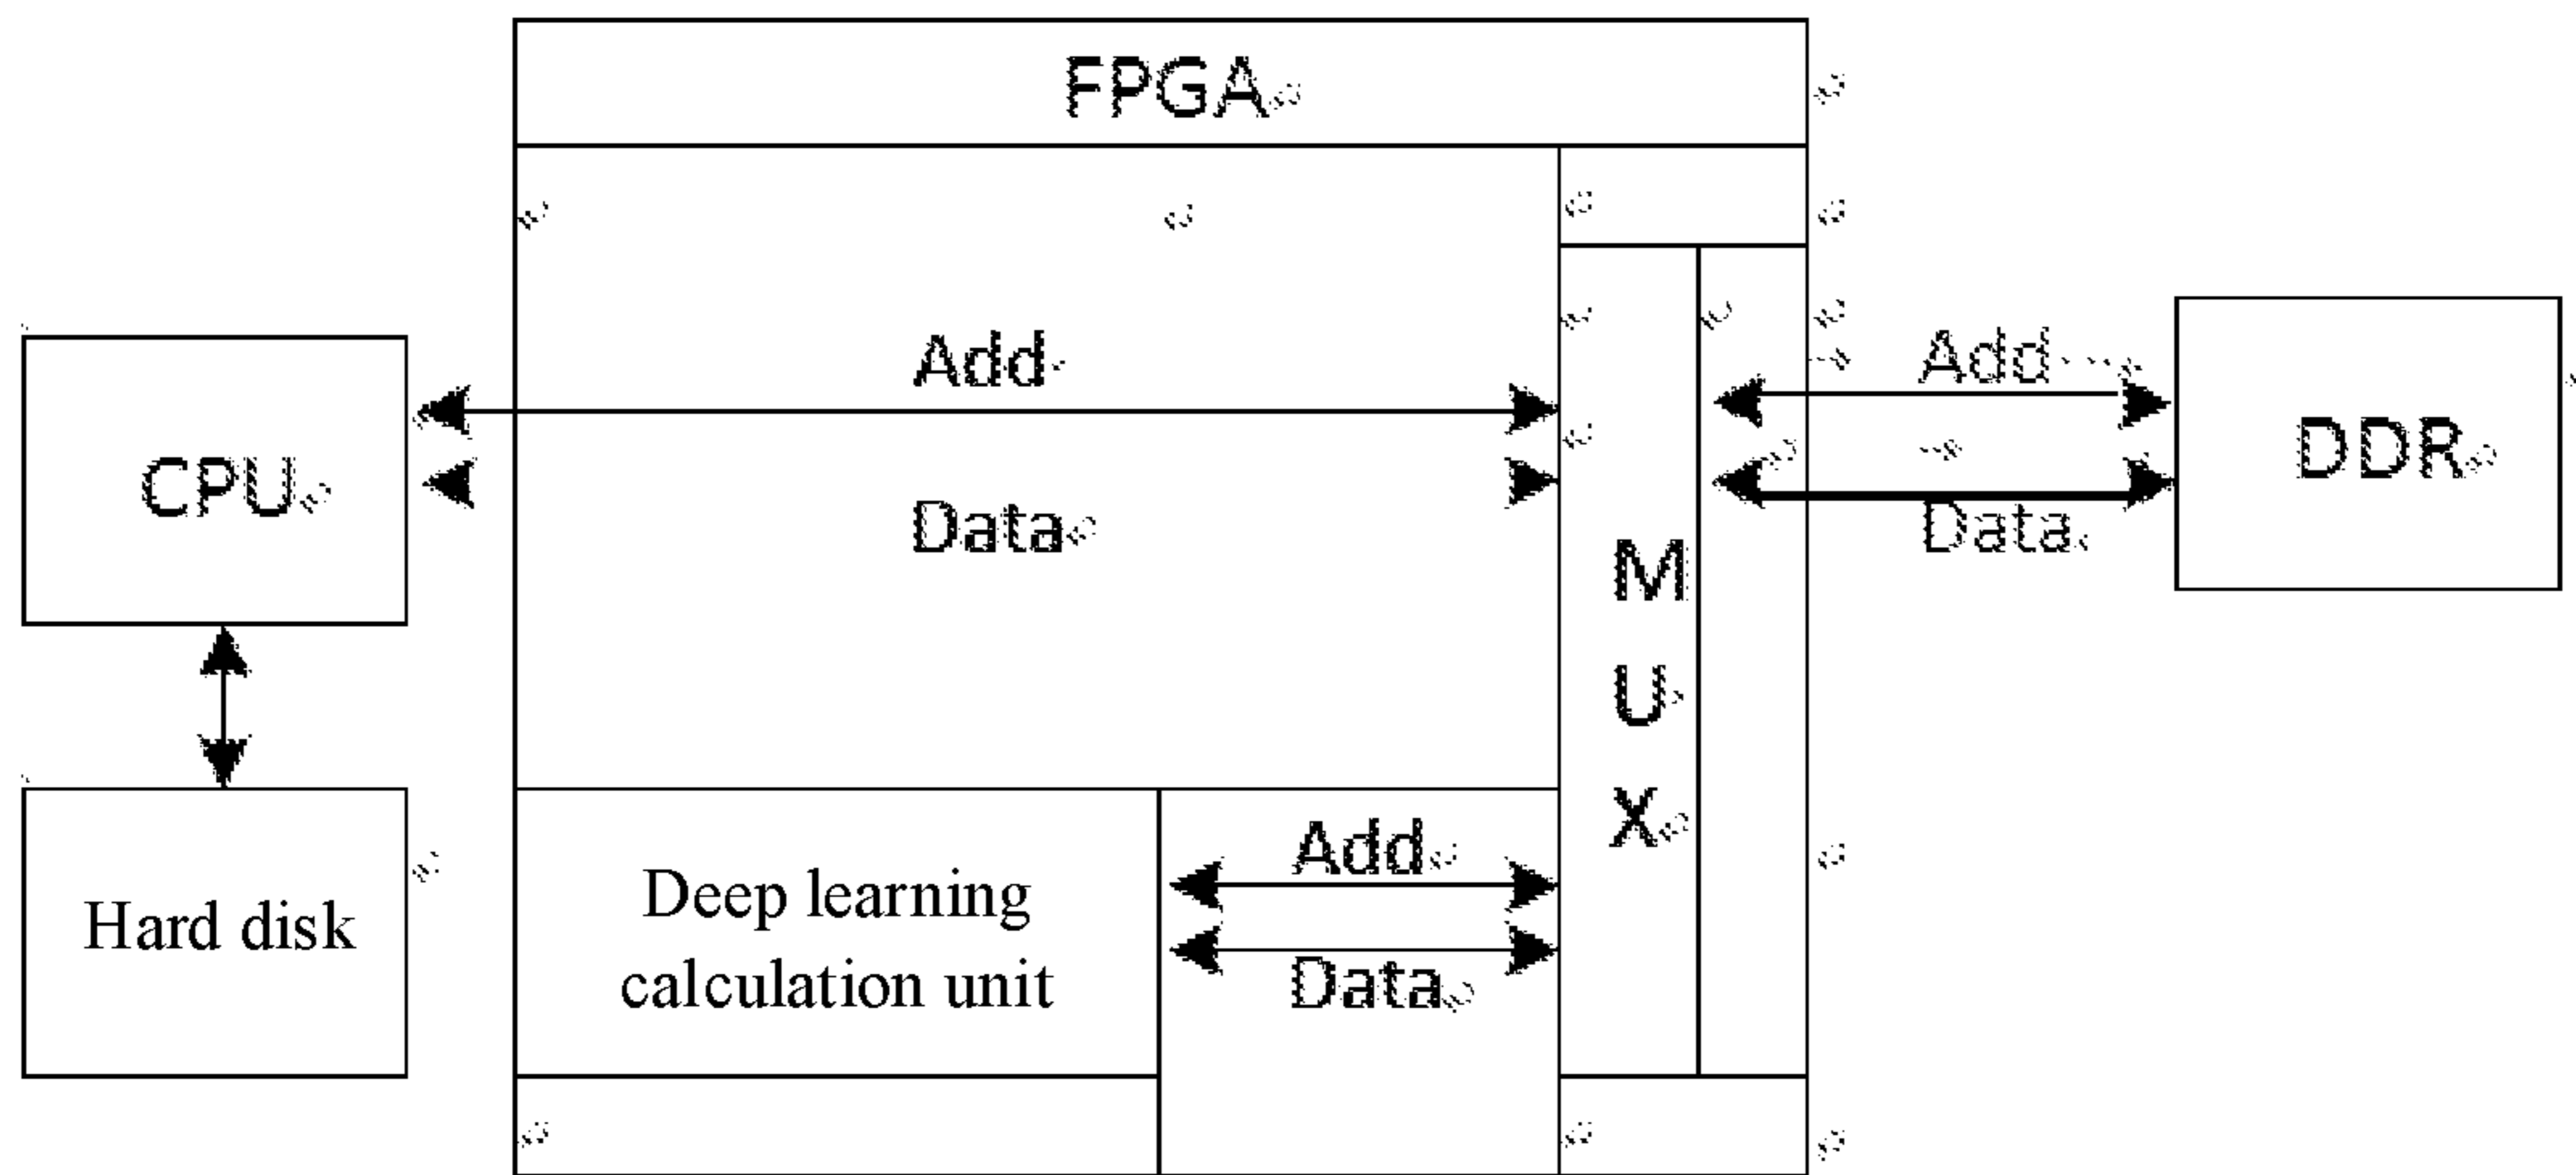 FPGA
Add
Add
CPU
DDR
Data
Data
M
U
X
Add
Hard disk
Deep learning
calculation unit
Data